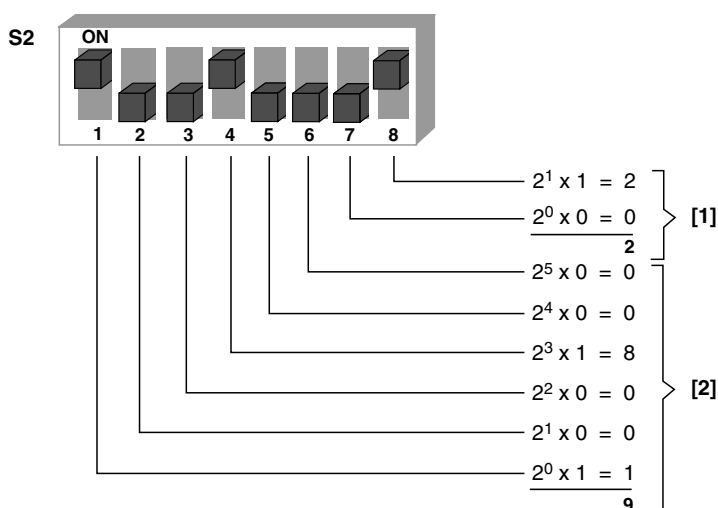 S2
ON
1 2 3 4 5 6 7 8
2¹ x 1 = 2
2⁰ x 0 = 0
2
[1]
2⁵ x 0 = 0
2⁴ x 0 = 0
2³ x 1 = 8
2² x 0 = 0
2¹ x 0 = 0
2⁰ x 1 = 1
9
[2]